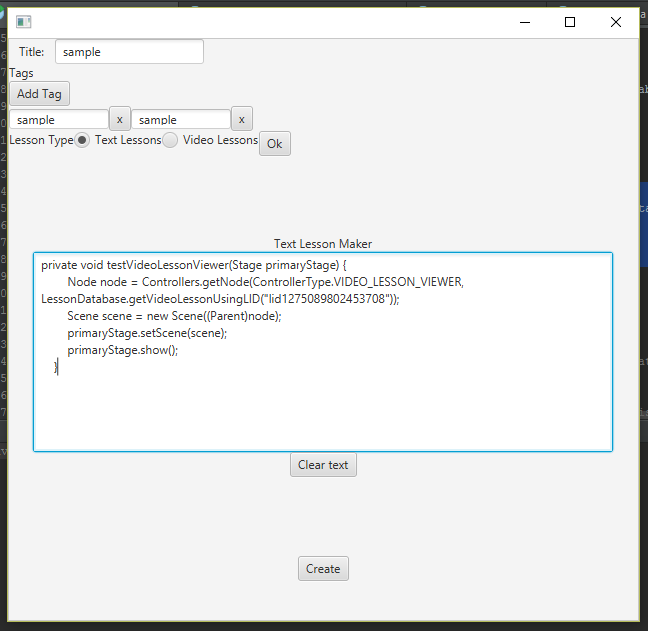 Title: sample
Tags
Add Tag
sample x sample x
Lesson Type Text Lessons Video Lessons Ok
Text Lesson Maker
private void testVideoLessonViewer(Stage primaryStage) {
Node node = Controllers.getNode(ControllerType.VIDEO_LESSON_VIEWER,
LessonDatabase.getVideoLessonUsingLID("lid1275089802453708"));
Scene scene = new Scene((Parent)node);
primaryStage.setScene(scene);
primaryStage.show();
}
Clear text
Create